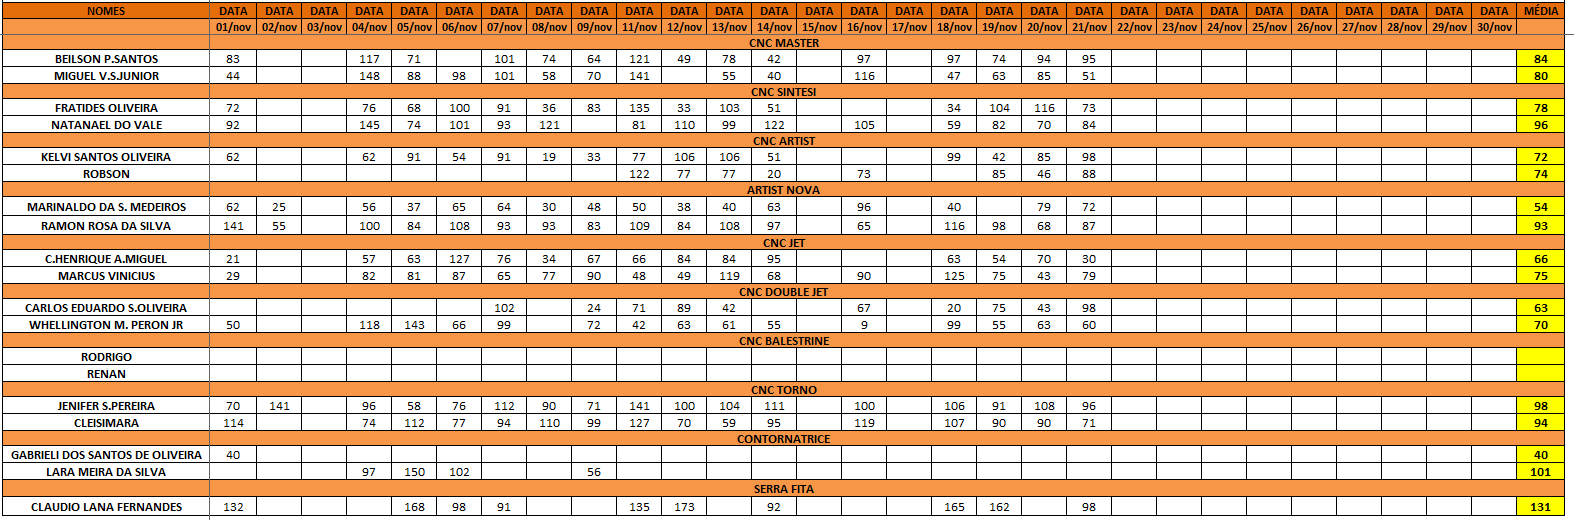 NOMES DATA DATA DATA DATA DATA DATA DATA DATA DATA DATA DATA DATA DATA DATA DATA DATA DATA DATA DATA DATA DATA DATA DATA DATA DATA DATA DATA DATA DATA MÉDIA
01/nov 02/nov 03/nov 04/nov 05/nov 06/nov 07/nov 08/nov 09/nov 11/nov 12/nov 13/nov 14/nov 15/nov 16/nov 17/nov 18/nov 19/nov 20/nov 21/nov 22/nov 23/nov 24/nov 25/nov 26/nov 27/nov 28/nov 29/nov 30/nov
CNC MASTER
BEILSON P.SANTOS 83 117 71 101 74 64 121 49 78 42 97 97 74 94 95 84
MIGUEL V.S.JUNIOR 44 148 88 98 101 58 70 141 55 40 116 47 63 85 51 80
CNC SINTESI
FRATIDES OLIVEIRA 72 76 68 100 91 36 83 135 33 103 51 34 104 116 73 78
NATANAEL DO VALE 92 145 74 101 93 121 81 110 99 122 105 59 82 70 84 96
CNC ARTIST
KELVI SANTOS OLIVEIRA 62 62 91 54 91 19 33 77 106 106 51 99 42 85 98 72
ROBSON 122 77 77 20 73 85 46 88 74
ARTIST NOVA
MARINALDO DA S. MEDEIROS 62 25 56 37 65 64 30 48 50 38 40 63 96 40 79 72 54
RAMON ROSA DA SILVA 141 55 100 84 108 93 93 83 109 84 108 97 65 116 98 68 87 93
CNC JET
C.HENRIQUE A.MIGUEL 21 57 63 127 76 34 67 66 84 84 95 63 54 70 30 66
MARCUS VINICIUS 29 82 81 87 65 77 90 48 49 119 68 90 125 75 43 79 75
CNC DOUBLE JET
CARLOS EDUARDO S.OLIVEIRA 102 24 71 89 42 67 20 75 43 98 63
WHELLINGTON M. PERON JR 50 118 143 66 99 72 42 63 61 55 9 99 55 63 60 70
CNC BALESTRINE
RODRIGO
RENAN
CNC TORNO
JENIFER S.PEREIRA 70 141 96 58 76 112 90 71 141 100 104 111 100 106 91 108 96 98
CLEISIMARA 114 74 112 77 94 110 99 127 70 59 95 119 107 90 90 71 94
CONTORNATRICE
GABRIELI DOS SANTOS DE OLIVEIRA 40 40
LARA MEIRA DA SILVA 97 150 102 56 101
SERRA FITA
CLAUDIO LANA FERNANDES 132 168 98 91 135 173 92 165 162 98 131